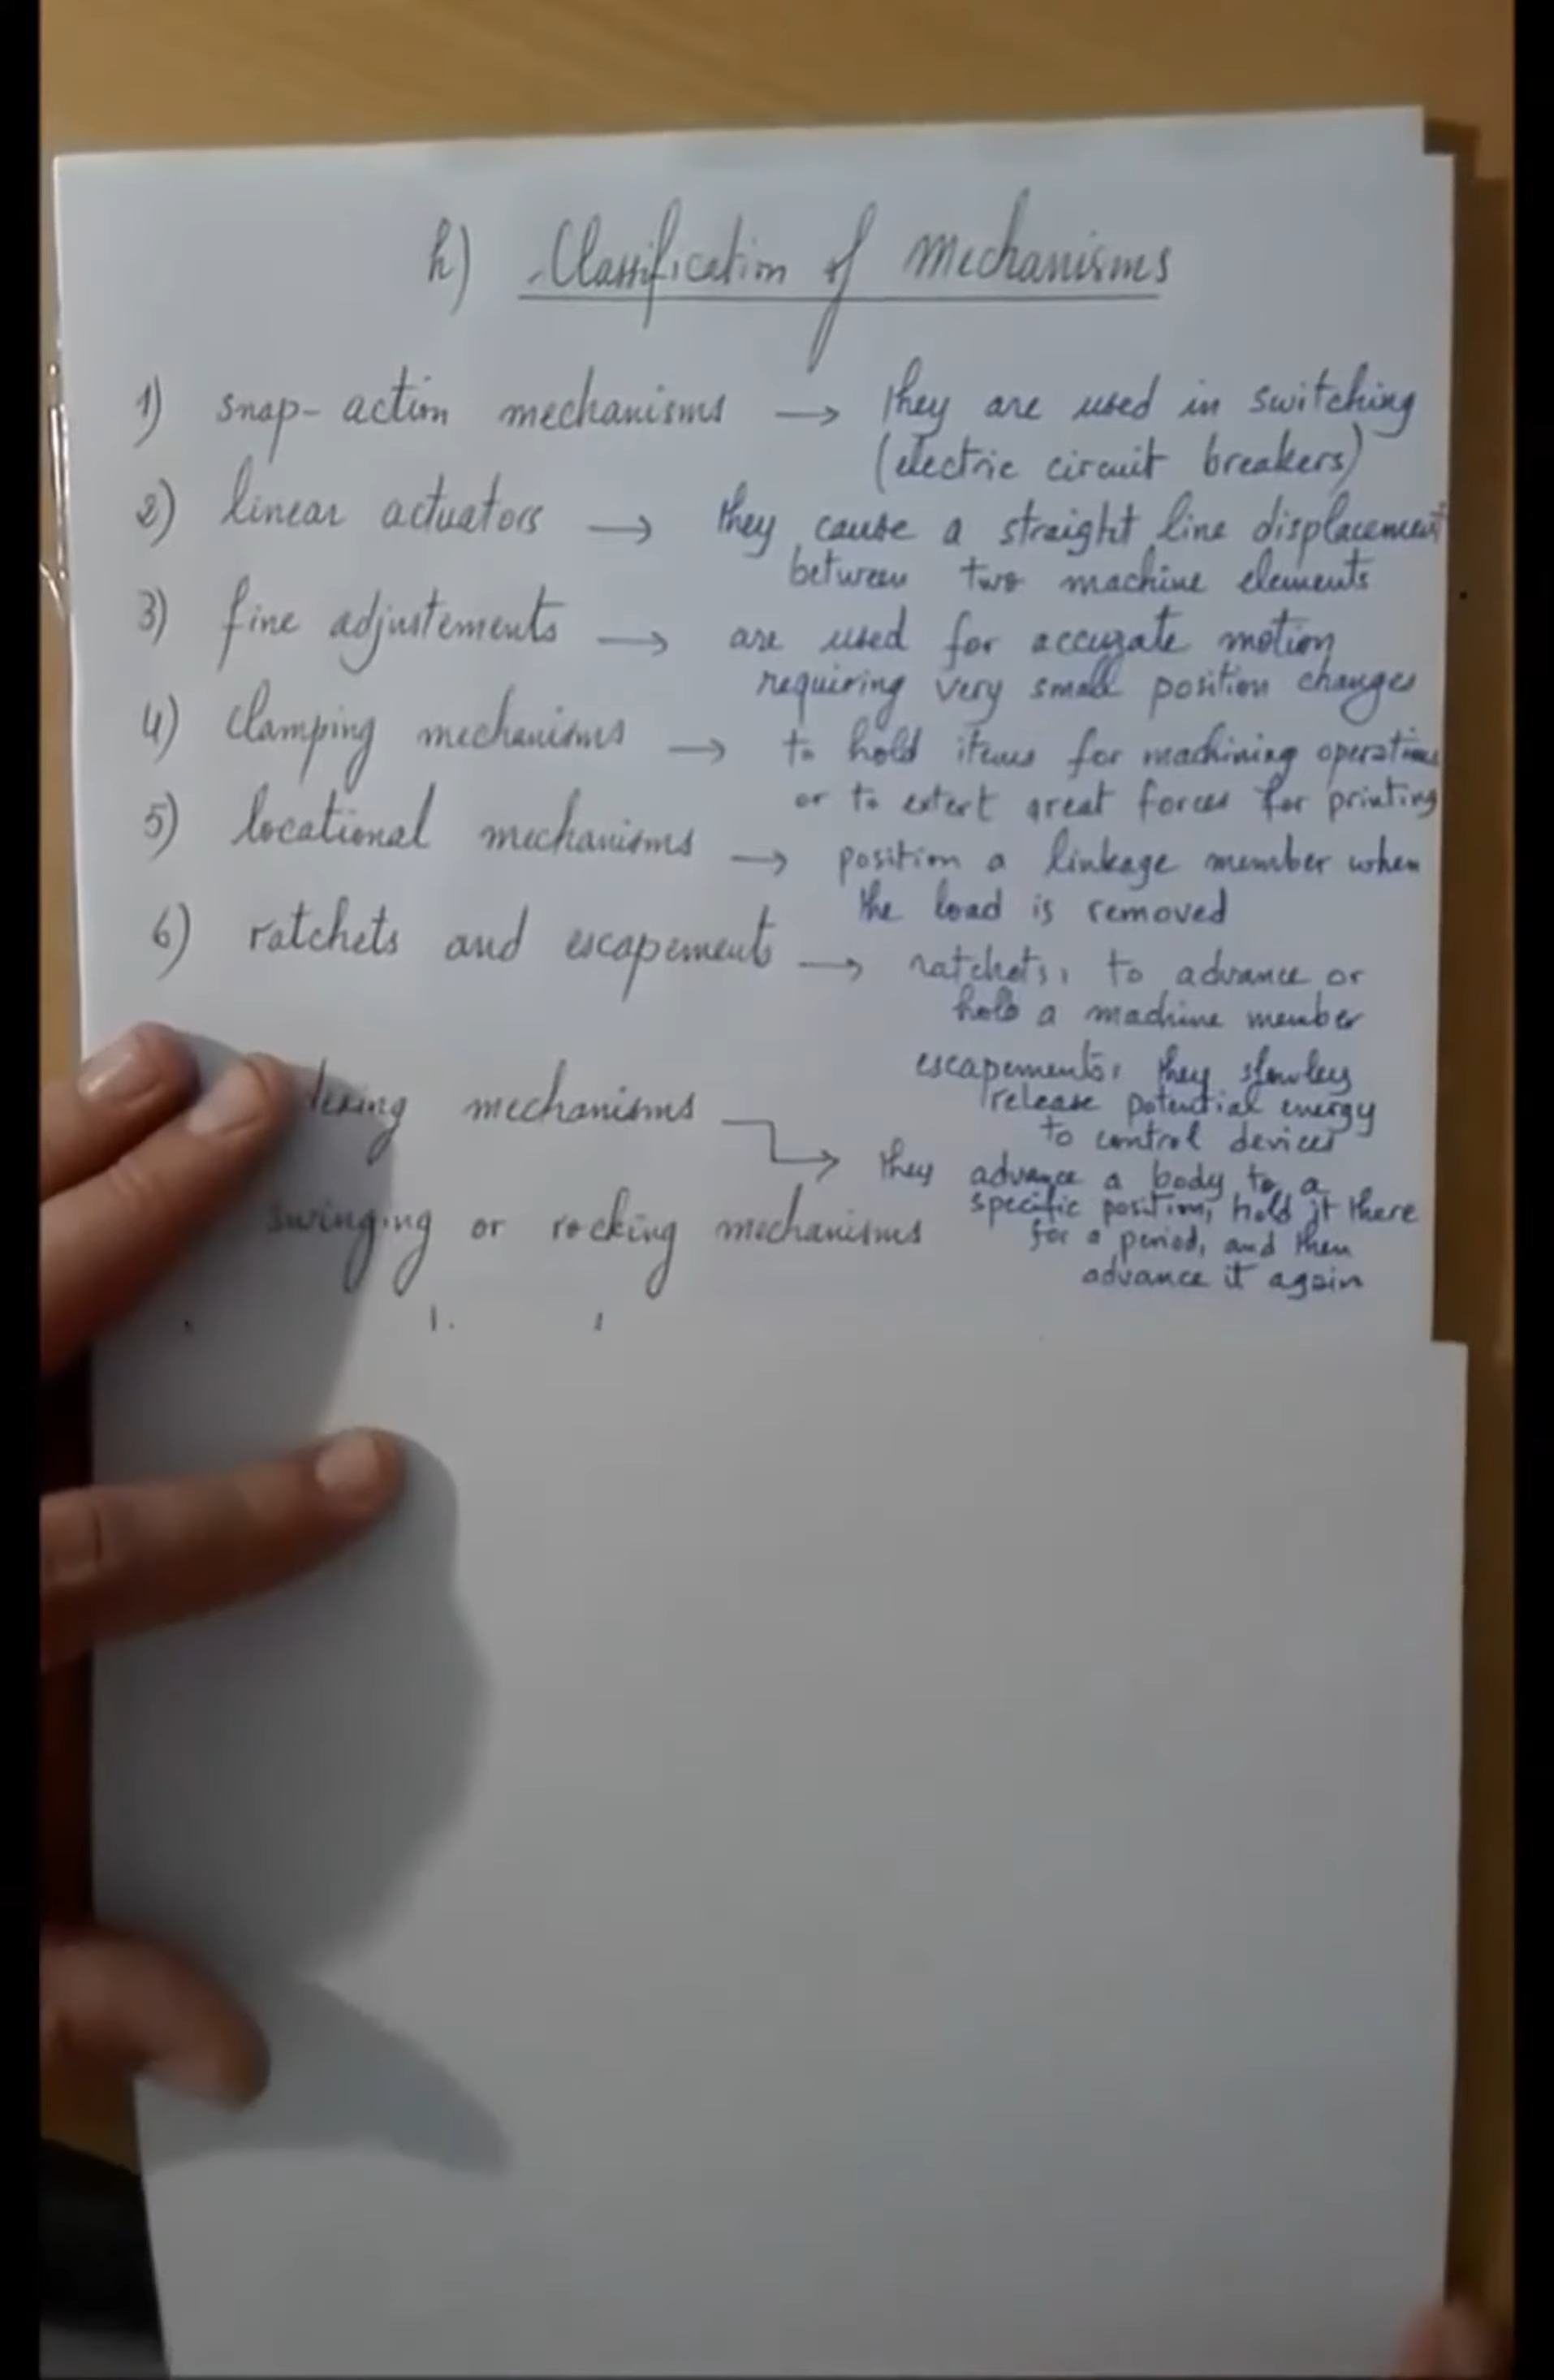 h) Classification of mechanisms
1) snap-action mechanisms → they are used in switching
(electric circuit breakers)
2) linear actuators → they cause a straight line displacement
between two machine elements
3) fine adjustements → are used for accurate motion
requiring very small position changes
4) clamping mechanisms → to hold items for machining operations
or to extert great forces for printing
5) locational mechanisms → position a linkage member when
the load is removed
6) ratchets and escapements → ratchets: to advance or
hold a machine member
escapements: they slowley
release potential energy
to control devices
mechanisms → they advance a body to a
specific position, hold it there
for a period, and then
advance it again
swinging or rocking mechanisms